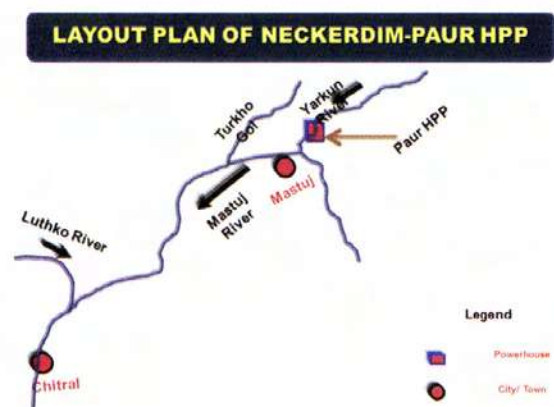 LAYOUT PLAN OF NECKERDIM-PAUR HPP
Yarkun
River
Turkho
Gol
Paur HPP
Mastuj
Mastuj
River
Luthko River
Legend
Powerhouse
City/ Town
Chitral